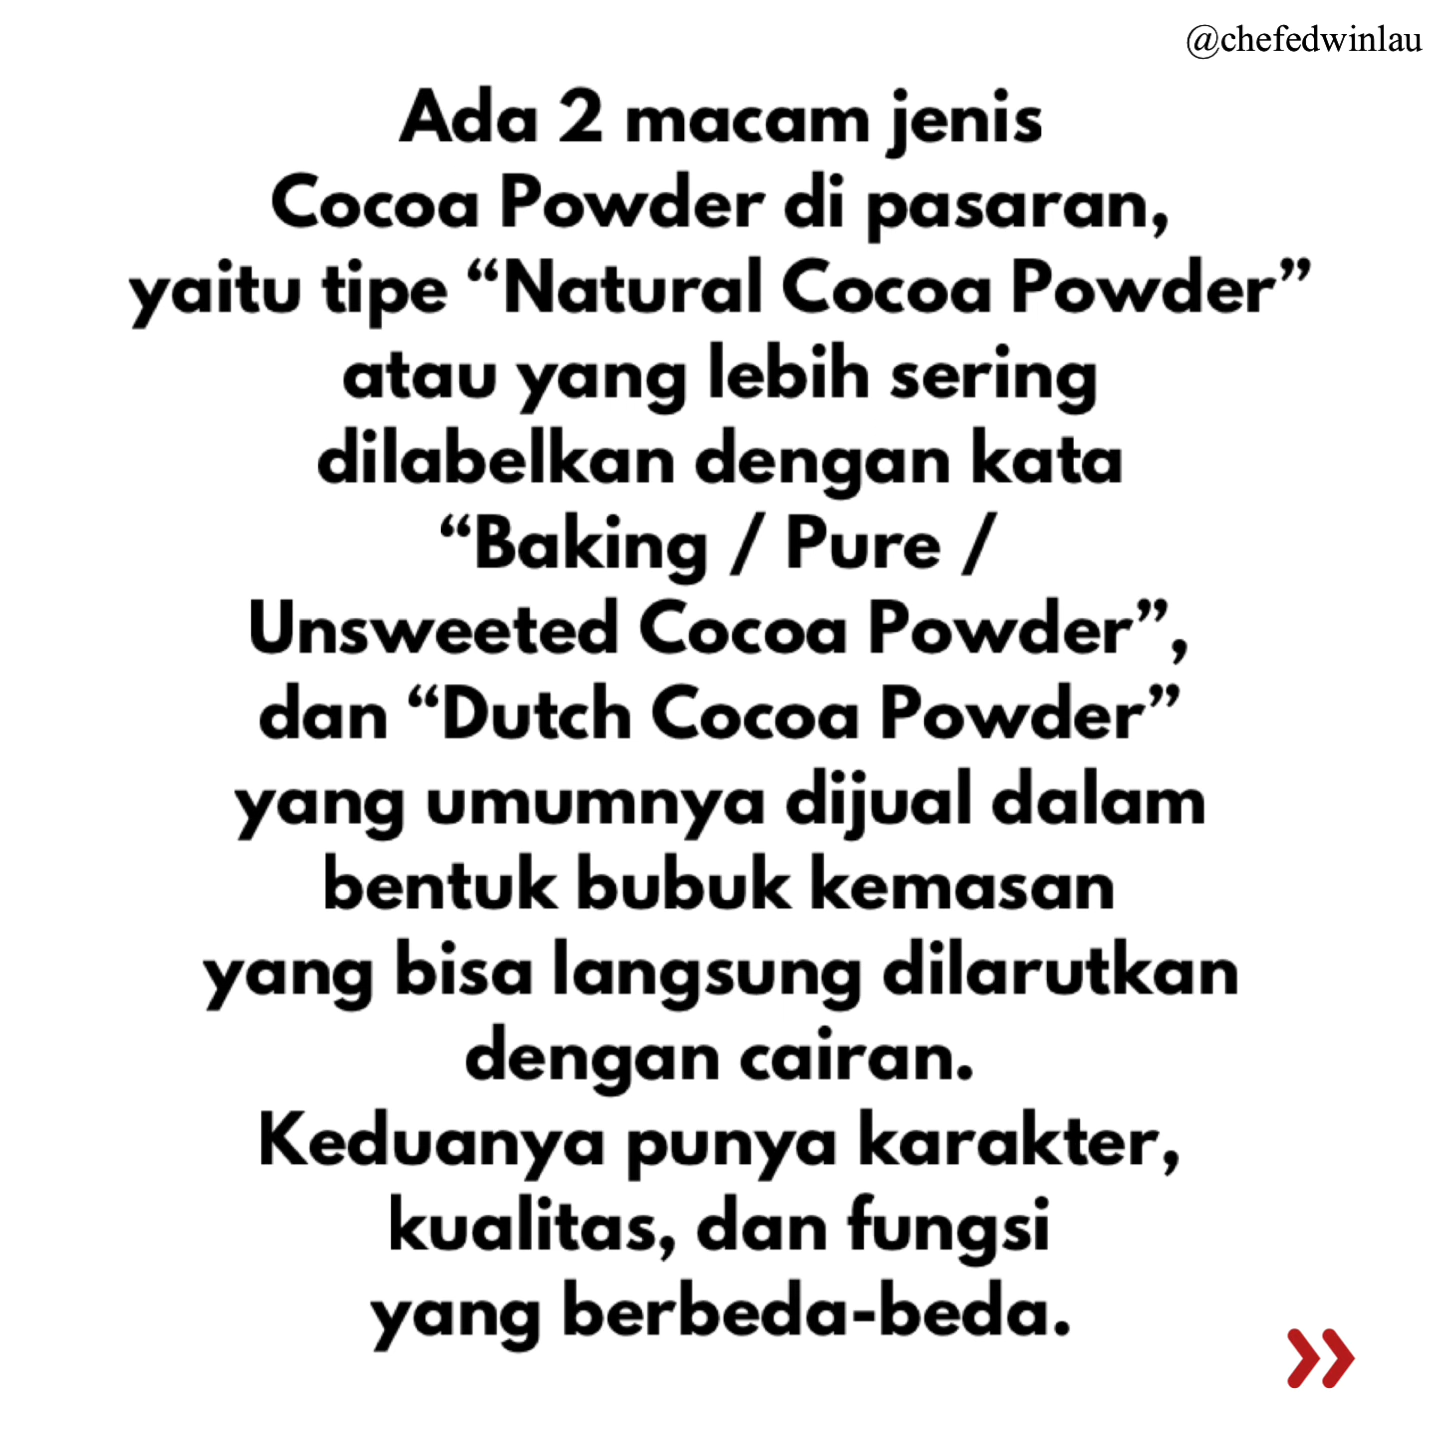 @chefedwinlau
Ada 2 macam jenis
Cocoa Powder di pasaran,
yaitu tipe “Natural Cocoa Powder”
atau yang lebih sering
dilabelkan dengan kata
“Baking / Pure /
Unsweeted Cocoa Powder”,
dan “Dutch Cocoa Powder”
yang umumnya dijual dalam
bentuk bubuk kemasan
yang bisa langsung dilarutkan
dengan cairan.
Keduanya punya karakter,
kualitas, dan fungsi
yang berbeda-beda.